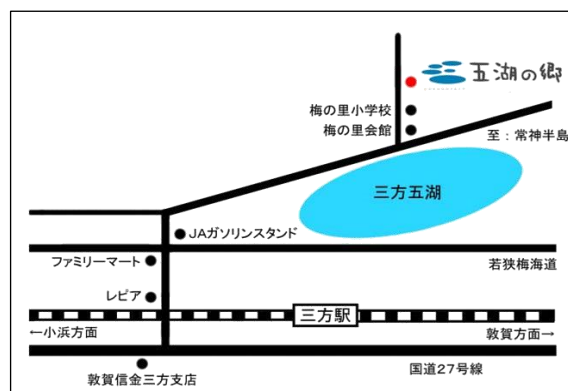 五湖の郷
梅の里小学校
梅の里会館
至：常神半島
三方五湖
JAガソリンスタンド
ファミリーマート
若狭梅海道
レピア
三方駅
←小浜方面
敦賀方面→
国道27号線
敦賀信金三方支店